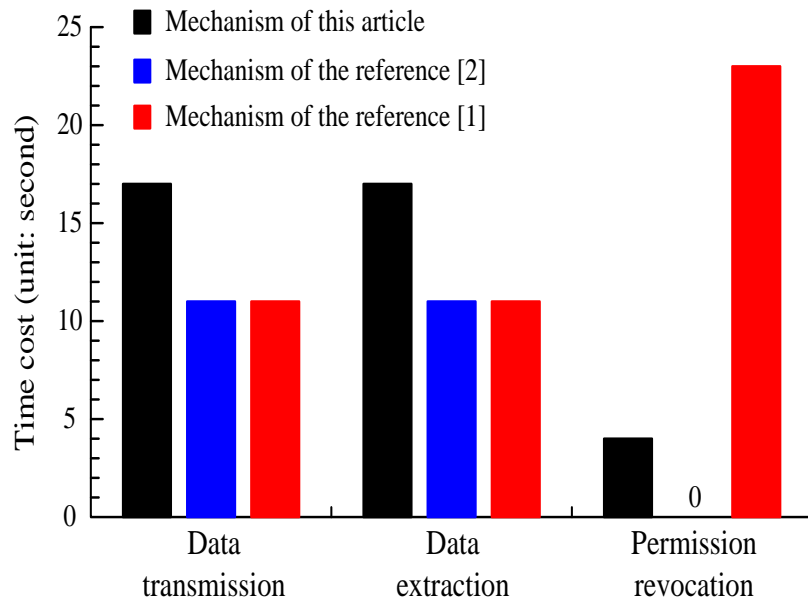 Mechanism of this article
Mechanism of the reference [2]
Mechanism of the reference [1]
Time cost (unit: second)
25
20
15
10
5
0
0
Data
transmission
Data
extraction
Permission
revocation